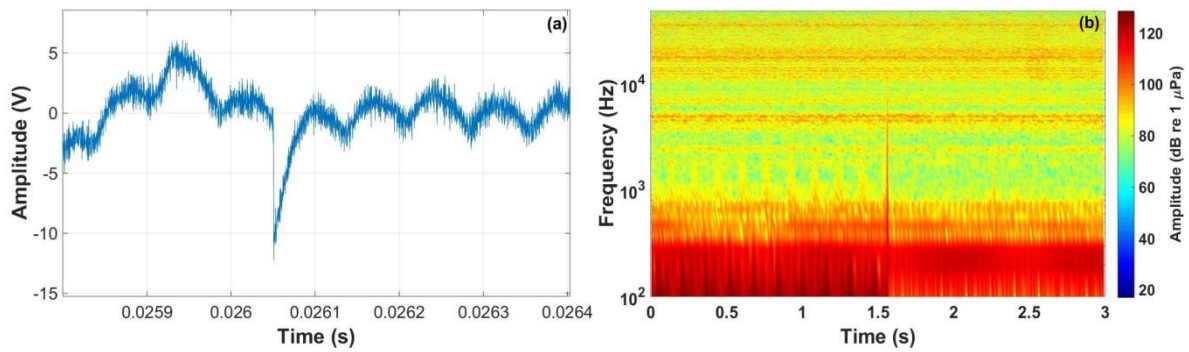 (a)
5
0
-5
-10
-15
Amplitude (V)
0.0259 0.026 0.0261 0.0262 0.0263 0.0264
Time (s)
(b)
10⁴
10³
10²
Frequency (Hz)
0 0.5 1 1.5 2 2.5 3
Time (s)
120
100
80
60
40
20
Amplitude (dB re 1 μPa)